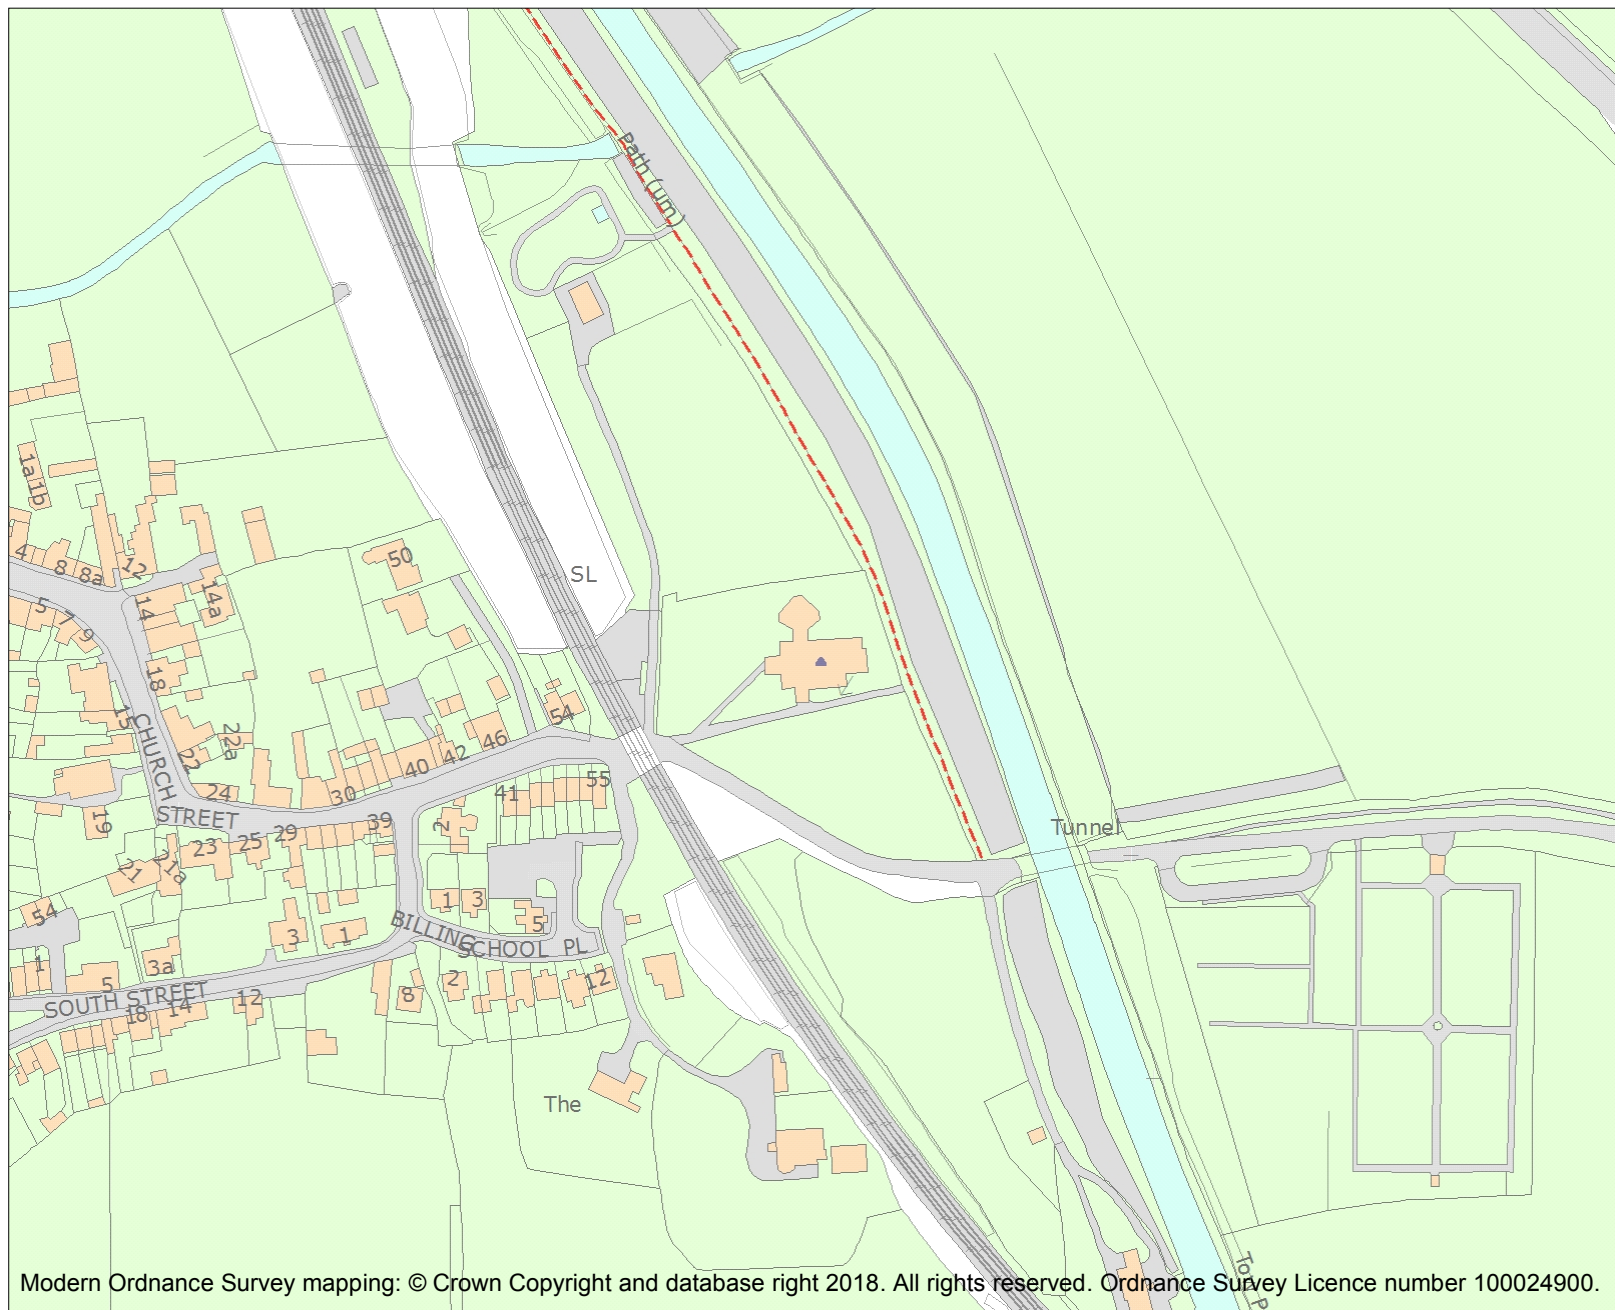 Path (um)
1a1b
50
SL
4
8
8a
12
14a
14
5
7
9
18
15
CHURCH
22
22a
54
46
42
40
30
24
STREET
41
55
39
2
29
25
23
19
21
21a
Tunnel
54
1
3
BILLING
5
SCHOOL PL
3
1
3a
1
5
SOUTH STREET
18
14
12
8
2
12
The
Tow P
Modern Ordnance Survey mapping: © Crown Copyright and database right 2018. All rights reserved. Ordnance Survey Licence number 100024900.